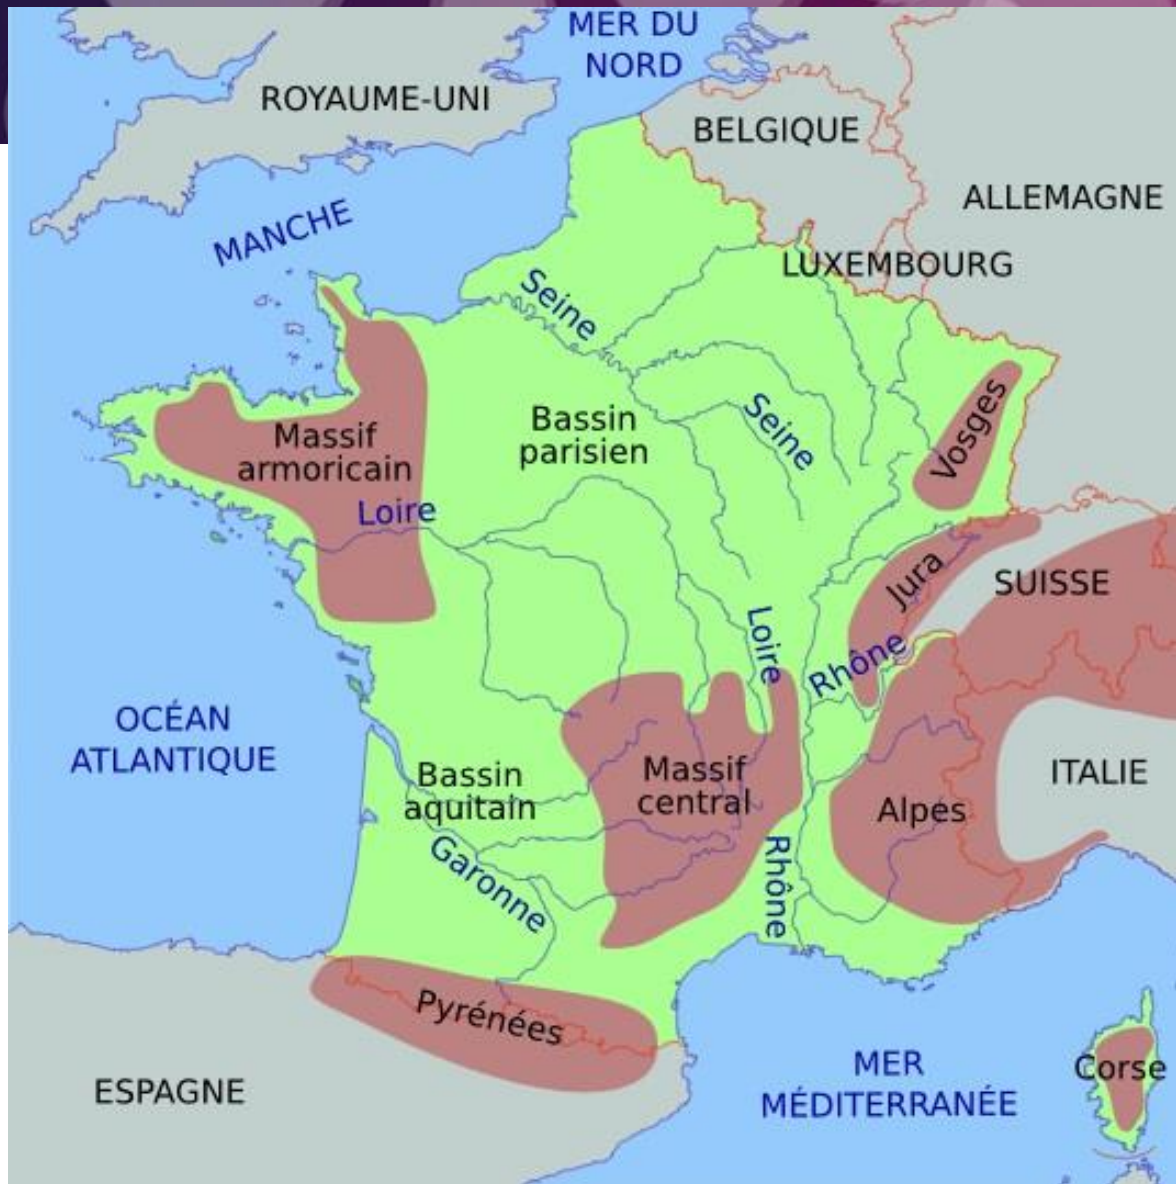 MER DU
NORD
ROYAUME-UNI
BELGIQUE
ALLEMAGNE
MANCHE
LUXEMBOURG
Seine
Vosges
Bassin
parisien
Seine
Massif
armoricain
Loire
Jura
SUISSE
Loire
Rhône
OCÉAN
ATLANTIQUE
Bassin
aquitain
Massif
central
ITALIE
Alpes
Garonne
Rhône
Pyrénées
MER
MÉDITERRANÉE
Corse
ESPAGNE